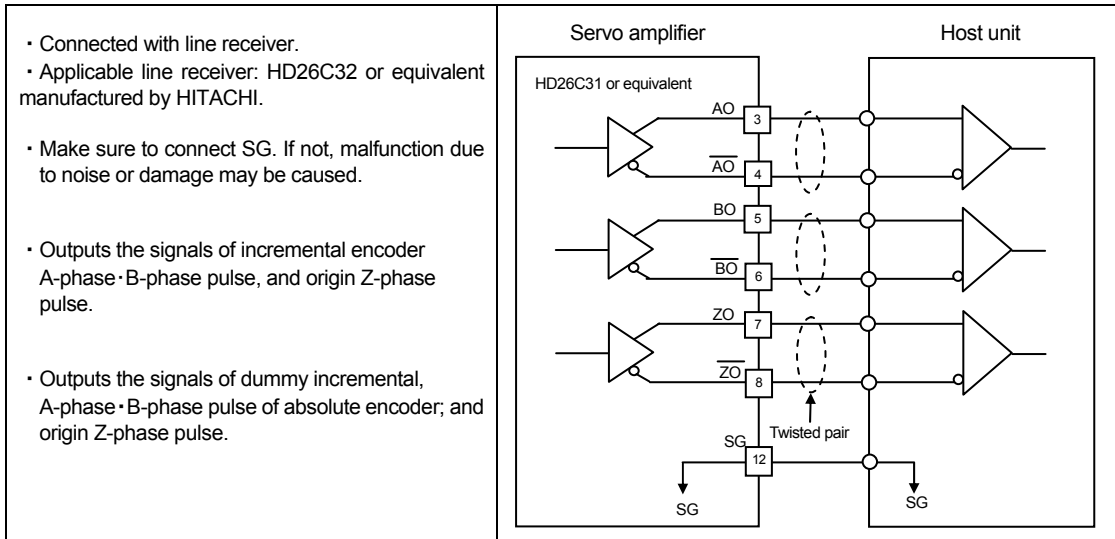 ・Connected with line receiver.
・Applicable line receiver: HD26C32 or equivalent
manufactured by HITACHI.
・Make sure to connect SG. If not, malfunction due
to noise or damage may be caused.
・Outputs the signals of incremental encoder
A-phase・B-phase pulse, and origin Z-phase
pulse.
・Outputs the signals of dummy incremental,
A-phase・B-phase pulse of absolute encoder; and
origin Z-phase pulse.
Servo amplifier
Host unit
HD26C31 or equivalent
AO
3
A̅O̅
4
BO
5
B̅O̅
6
ZO
7
Z̅O̅
8
Twisted pair
SG
12
SG
SG